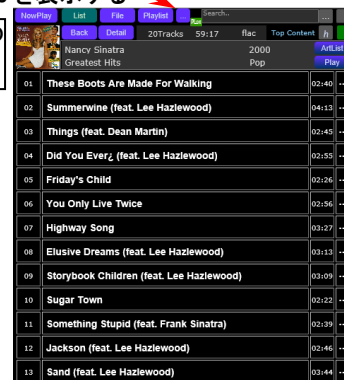 を表示する
NowPlay List File Playlist ... Search.. ...
Back Detail 20Tracks 59:17 flac Top Content h
Nancy Sinatra 2000 ArtList
Greatest Hits Pop Play
01 These Boots Are Made For Walking 02:40
02 Summerwine (feat. Lee Hazlewood) 04:13
03 Things (feat. Dean Martin) 02:45
04 Did You Ever¿ (feat. Lee Hazlewood) 02:55
05 Friday's Child 02:26
06 You Only Live Twice 02:56
07 Highway Song 03:27
08 Elusive Dreams (feat. Lee Hazlewood) 03:13
09 Storybook Children (feat. Lee Hazlewood) 03:09
10 Sugar Town 02:22
11 Something Stupid (feat. Frank Sinatra) 02:39
12 Jackson (feat. Lee Hazlewood) 02:46
13 Sand (feat. Lee Hazlewood) 03:44